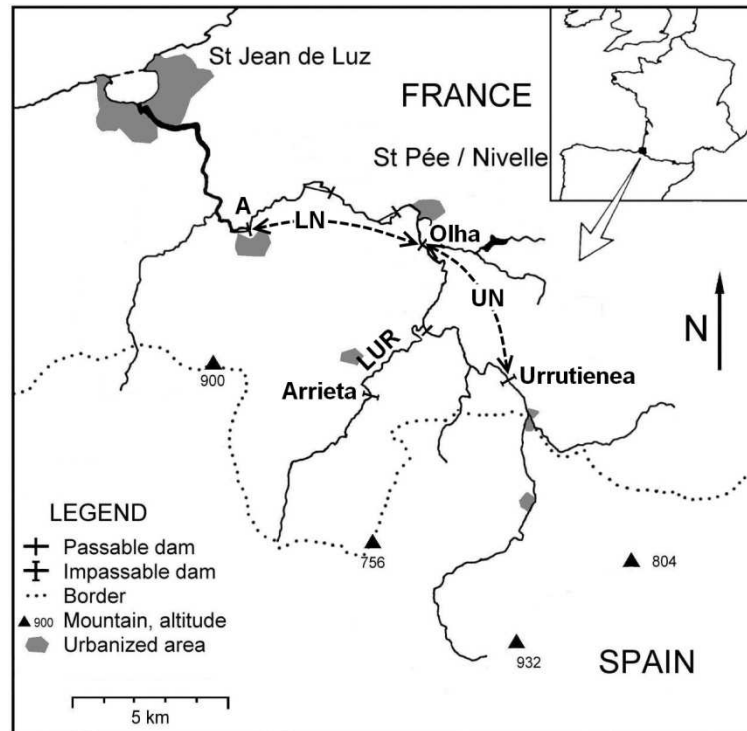 St Jean de Luz
FRANCE
St Pée / Nivelle
A
LN
Olha
UN
N
LUR
Urrutienea
900
Arrieta
LEGEND
Passable dam
Impassable dam
Border
900 Mountain, altitude
Urbanized area
756
804
932
SPAIN
5 km